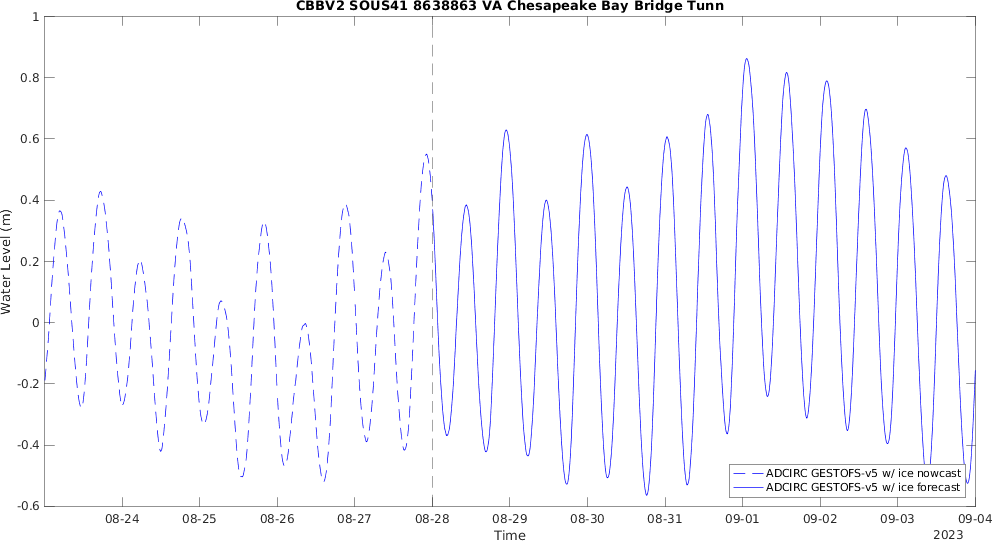 CBBV2 SOUS41 8638863 VA Chesapeake Bay Bridge Tunn
1
0.8
0.6
0.4
0.2
0
-0.2
-0.4
-0.6
Water Level (m)
ADCIRC GESTOFS-v5 w/ ice nowcast
ADCIRC GESTOFS-v5 w/ ice forecast
08-24 08-25 08-26 08-27 08-28 08-29 08-30 08-31 09-01 09-02 09-03 09-04
Time
2023